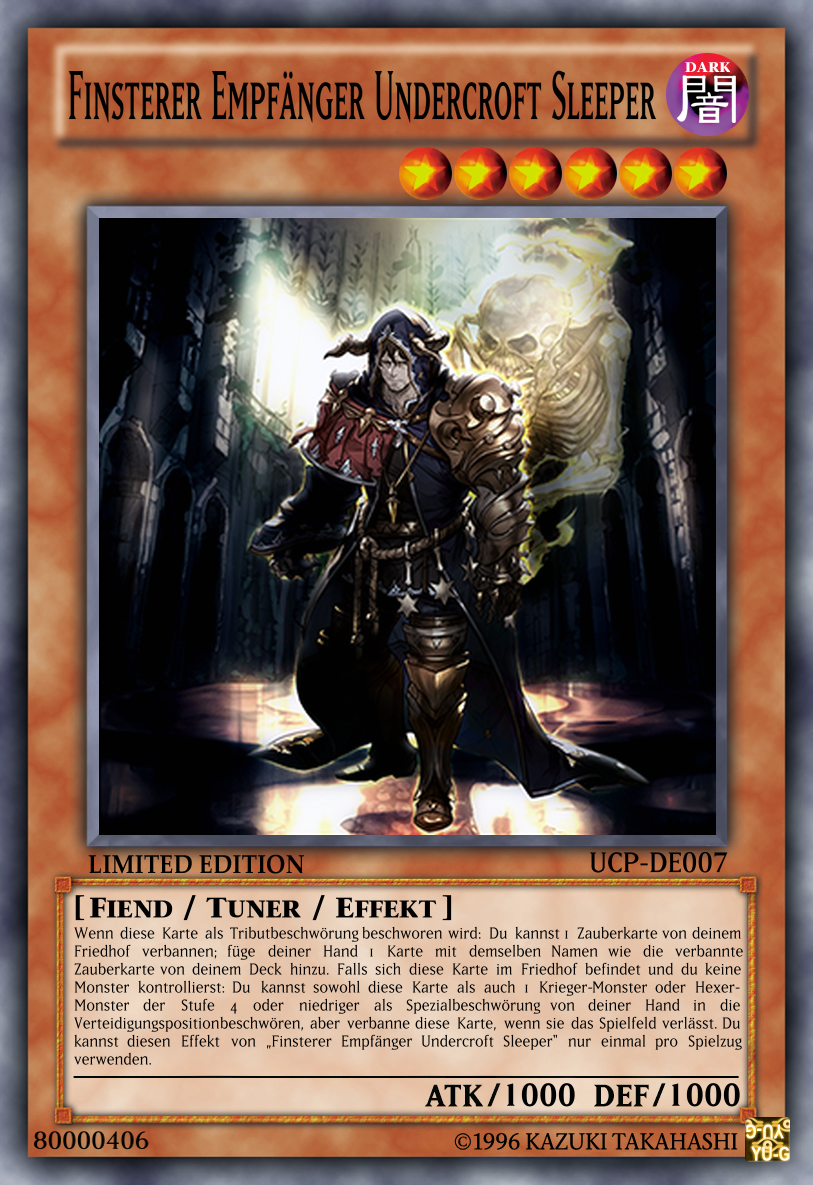 Finsterer Empfänger Undercroft Sleeper
DARK
闇
LIMITED EDITION
UCP-DE007
[ Fiend / Tuner / Effekt ]
Wenn diese Karte als Tributbeschwörung beschworen wird: Du kannst 1 Zauberkarte von deinem
Friedhof verbannen; füge deiner Hand 1 Karte mit demselben Namen wie die verbannte
Zauberkarte von deinem Deck hinzu. Falls sich diese Karte im Friedhof befindet und du keine
Monster kontrollierst: Du kannst sowohl diese Karte als auch 1 Krieger-Monster oder Hexer-
Monster der Stufe 4 oder niedriger als Spezialbeschwörung von deiner Hand in die
Verteidigungspositionbeschwören, aber verbanne diese Karte, wenn sie das Spielfeld verlässt. Du
kannst diesen Effekt von „Finsterer Empfänger Undercroft Sleeper" nur einmal pro Spielzug
verwenden.
ATK/1000 DEF/1000
80000406
©1996 KAZUKI TAKAHASHI